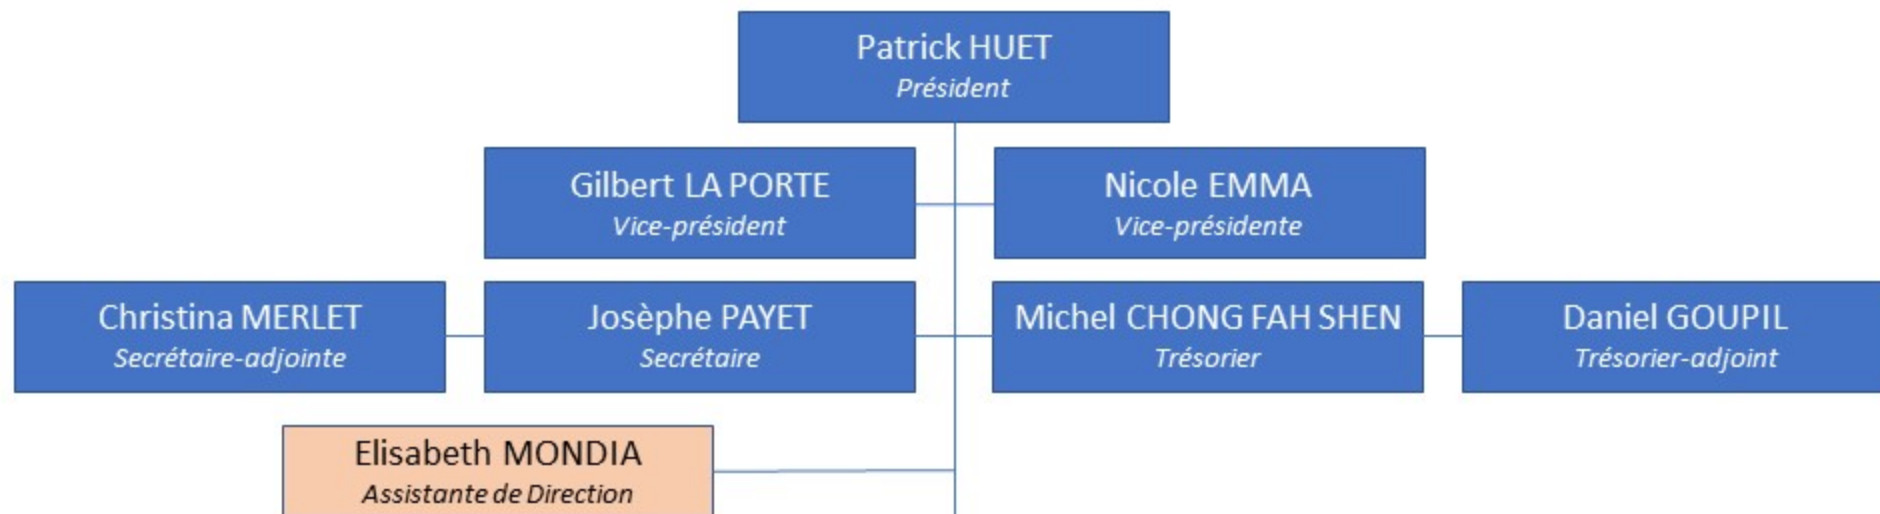 Patrick HUET
Président
Gilbert LA PORTE
Vice-président
Nicole EMMA
Vice-présidente
Christina MERLET
Secrétaire-adjointe
Josèphe PAYET
Secrétaire
Michel CHONG FAH SHEN
Trésorier
Daniel GOUPIL
Trésorier-adjoint
Elisabeth MONDIA
Assistante de Direction